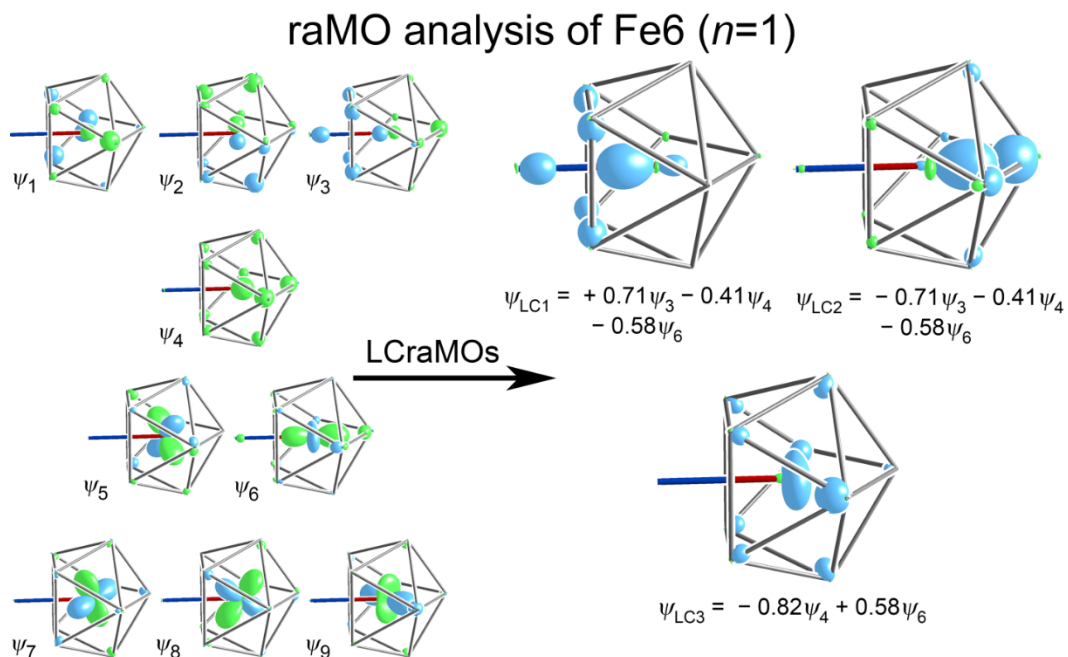 raMO analysis of Fe6 (n=1)
ψ1
ψ2
ψ3
ψ4
ψLC1 = + 0.71ψ3 − 0.41ψ4
− 0.58ψ6
ψLC2 = − 0.71ψ3 − 0.41ψ4
− 0.58ψ6
LCraMOs
ψ5
ψ6
ψ7
ψ8
ψ9
ψLC3 = − 0.82ψ4 + 0.58ψ6